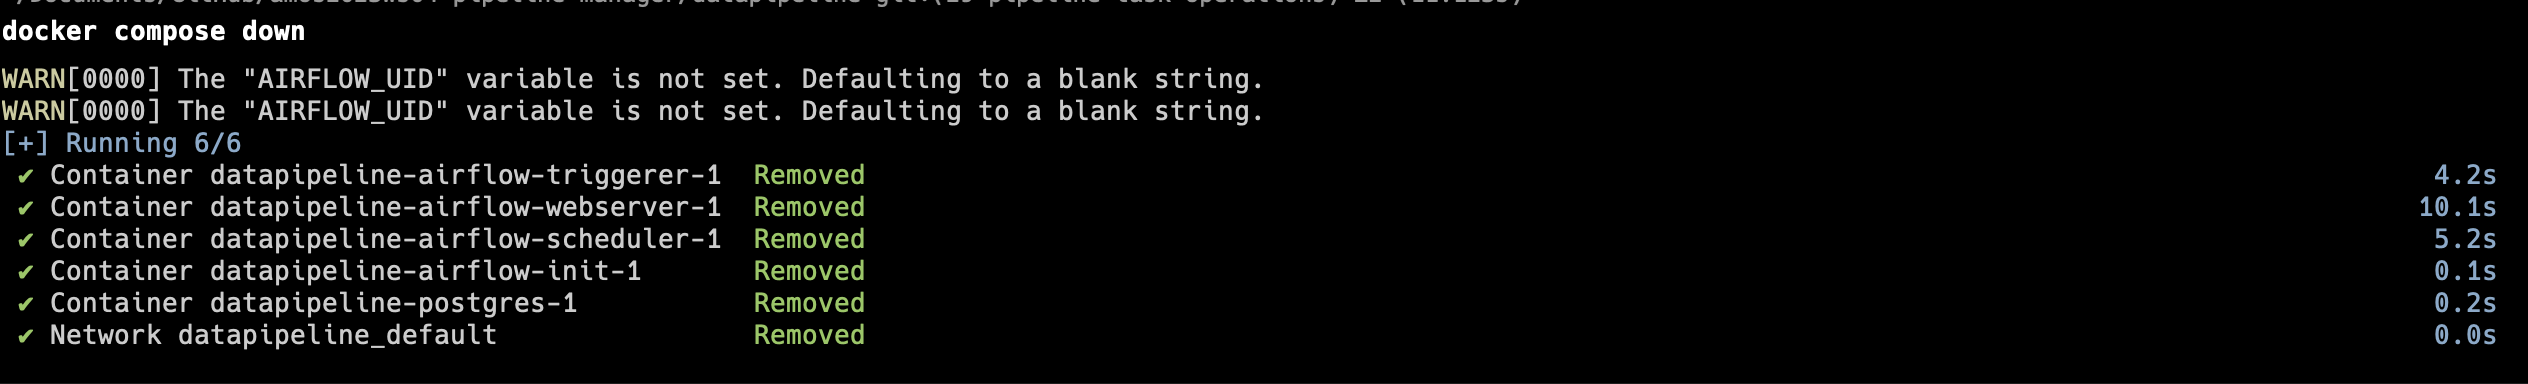 docker compose down
WARN[0000] The "AIRFLOW_UID" variable is not set. Defaulting to a blank string.
WARN[0000] The "AIRFLOW_UID" variable is not set. Defaulting to a blank string.
[+] Running 6/6
✔ Container datapipeline-airflow-triggerer-1 Removed 4.2s
✔ Container datapipeline-airflow-webserver-1 Removed 10.1s
✔ Container datapipeline-airflow-scheduler-1 Removed 5.2s
✔ Container datapipeline-airflow-init-1 Removed 0.1s
✔ Container datapipeline-postgres-1 Removed 0.2s
✔ Network datapipeline_default Removed 0.0s